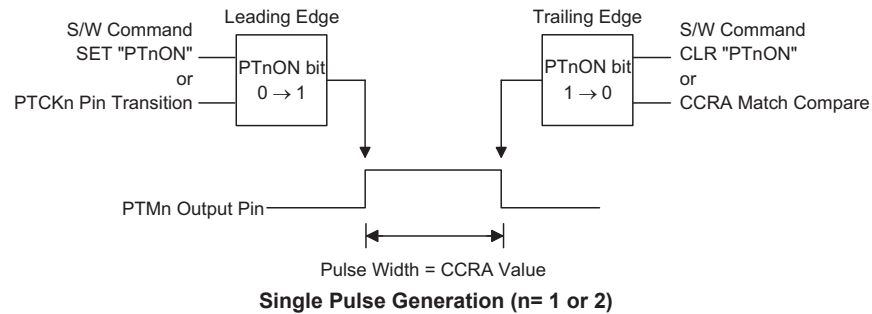 Leading Edge
S/W Command
SET "PTnON"
or
PTCKn Pin Transition
PTnON bit
0 → 1
Trailing Edge
PTnON bit
1 → 0
S/W Command
CLR "PTnON"
or
CCRA Match Compare
PTMn Output Pin
Pulse Width = CCRA Value
Single Pulse Generation (n= 1 or 2)